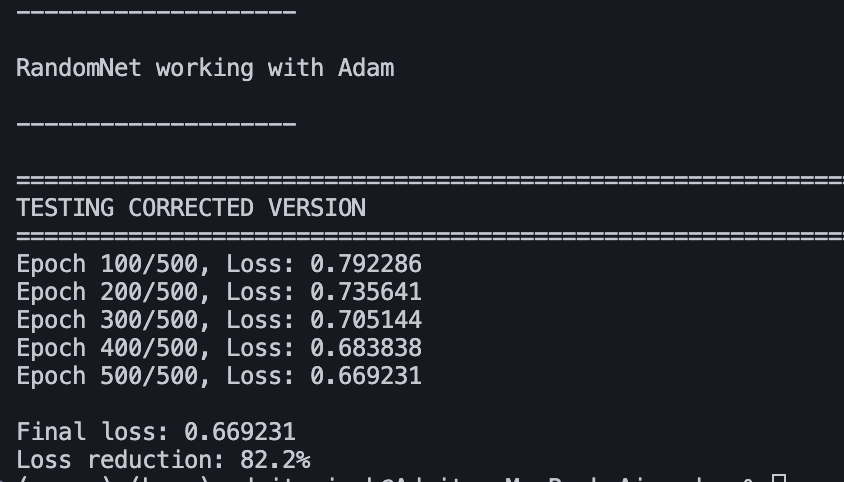 --------------------
RandomNet working with Adam
--------------------
============================================================
TESTING CORRECTED VERSION
============================================================
Epoch 100/500, Loss: 0.792286
Epoch 200/500, Loss: 0.735641
Epoch 300/500, Loss: 0.705144
Epoch 400/500, Loss: 0.683838
Epoch 500/500, Loss: 0.669231
Final loss: 0.669231
Loss reduction: 82.2%